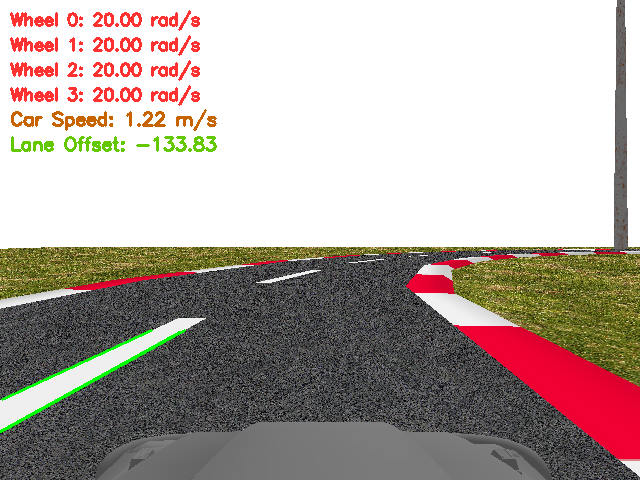 Wheel 0: 20.00 rad/s
Wheel 1: 20.00 rad/s
Wheel 2: 20.00 rad/s
Wheel 3: 20.00 rad/s
Car Speed: 1.22 m/s
Lane Offset: -133.83